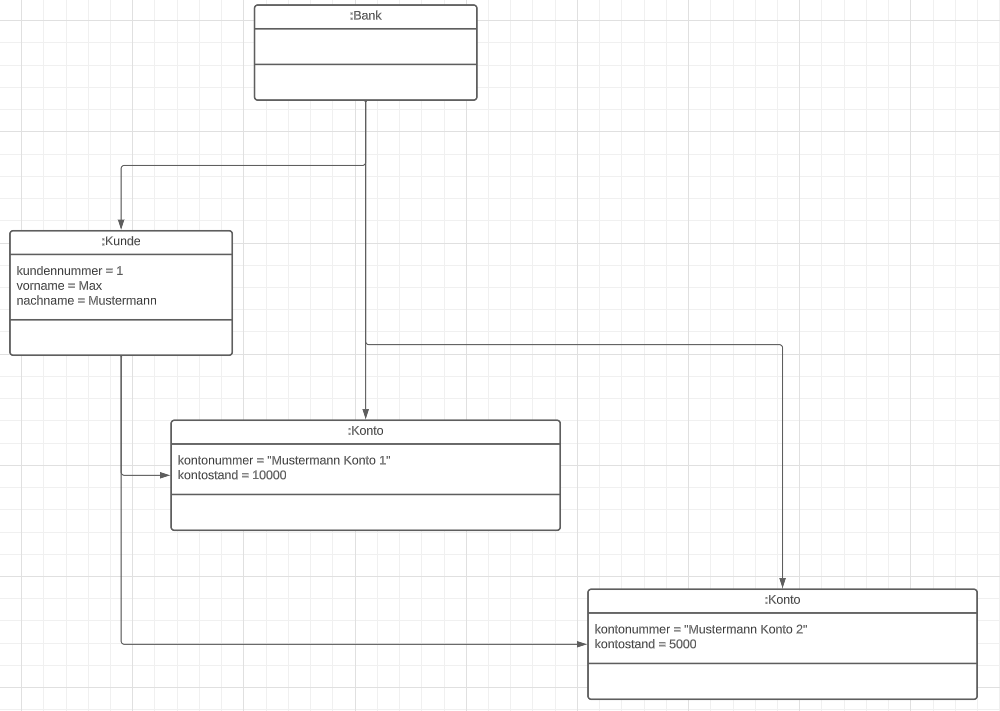 :Bank
:Kunde
kundennummer = 1
vorname = Max
nachname = Mustermann
:Konto
kontonummer = "Mustermann Konto 1"
kontostand = 10000
:Konto
kontonummer = "Mustermann Konto 2"
kontostand = 5000